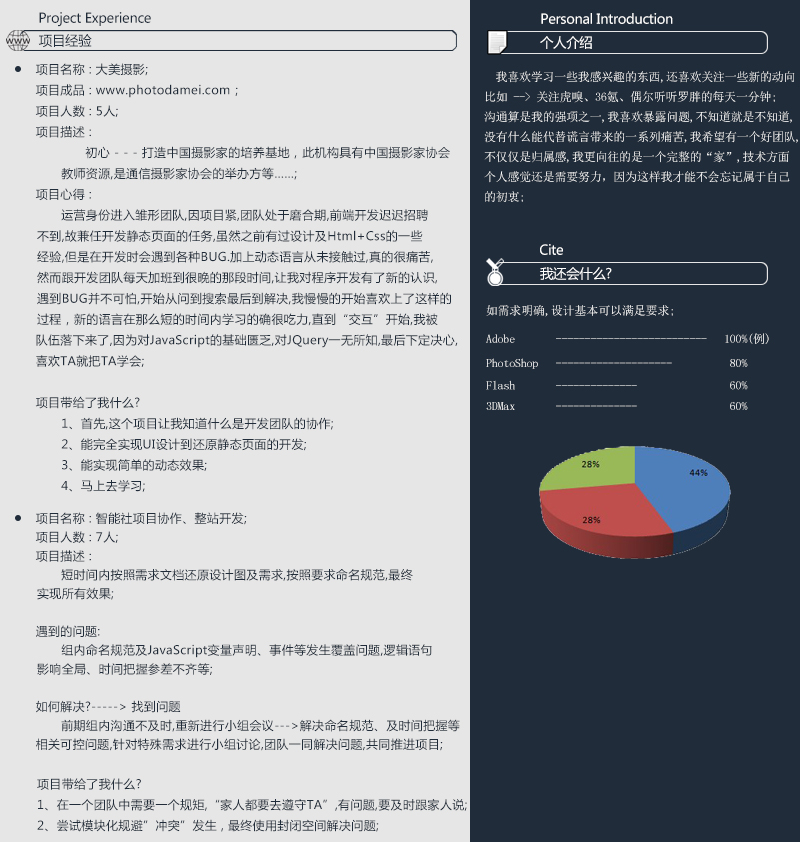 Project Experience
WWW
项目经验
项目名称：大美摄影;
项目成品：www.photodamei.com；
项目人数：5人;
项目描述：
初心 - - - 打造中国摄影家的培养基地，此机构具有中国摄影家协会
教师资源,是通信摄影家协会的举办方等......;
项目心得：
运营身份进入雏形团队,因项目紧,团队处于磨合期,前端开发迟迟招聘
不到,故兼任开发静态页面的任务,虽然之前有过设计及Html+Css的一些
经验,但是在开发时会遇到各种BUG.加上动态语言从未接触过,真的很痛苦,
然而跟开发团队每天加班到很晚的那段时间,让我对程序开发有了新的认识,
遇到BUG并不可怕,开始从问到搜索最后到解决,我慢慢的开始喜欢上了这样的
过程，新的语言在那么短的时间内学习的确很吃力,直到“交互”开始,我被
队伍落下来了,因为对JavaScript的基础匮乏,对JQuery一无所知,最后下定决心,
喜欢TA就把TA学会;
项目带给了我什么?
1、首先,这个项目让我知道什么是开发团队的协作;
2、能完全实现UI设计到还原静态页面的开发;
3、能实现简单的动态效果;
4、马上去学习;
项目名称：智能社项目协作、整站开发;
项目人数：7人;
项目描述：
短时间内按照需求文档还原设计图及需求,按照要求命名规范,最终
实现所有效果;
遇到的问题:
组内命名规范及JavaScript变量声明、事件等发生覆盖问题,逻辑语句
影响全局、时间把握参差不齐等;
如何解决?-----> 找到问题
前期组内沟通不及时,重新进行小组会议--->解决命名规范、及时间把握等
相关可控问题,针对特殊需求进行小组讨论,团队一同解决问题,共同推进项目;
项目带给了我什么?
1、在一个团队中需要一个规矩,“家人都要去遵守TA”,有问题,要及时跟家人说;
2、尝试模块化规避”冲突”发生，最终使用封闭空间解决问题;
Personal Introduction
个人介绍
我喜欢学习一些我感兴趣的东西,还喜欢关注一些新的动向
比如 --> 关注虎嗅、36氪、偶尔听听罗胖的每天一分钟;
沟通算是我的强项之一,我喜欢暴露问题,不知道就是不知道,
没有什么能代替谎言带来的一系列痛苦,我希望有一个好团队,
不仅仅是归属感,我更向往的是一个完整的“家”,技术方面
个人感觉还是需要努力，因为这样我才能不会忘记属于自己
的初衷;
Cite
我还会什么?
如需求明确,设计基本可以满足要求;
Adobe -------------------------- 100%(例)
PhotoShop -------------------- 80%
Flash -------------- 60%
3DMax -------------- 60%
28%
44%
28%